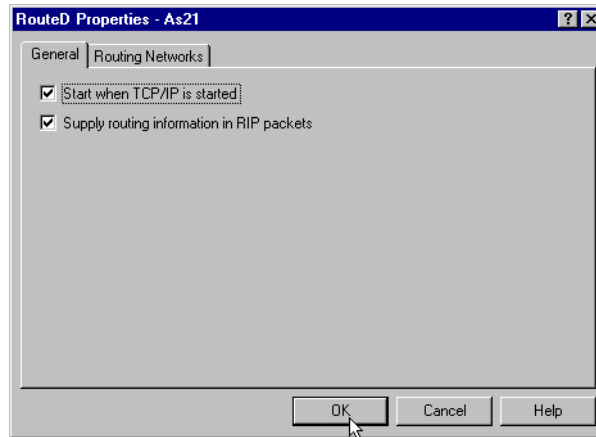 RouteD Properties - As21
General
Routing Networks
Start when TCP/IP is started
Supply routing information in RIP packets
OK
Cancel
Help